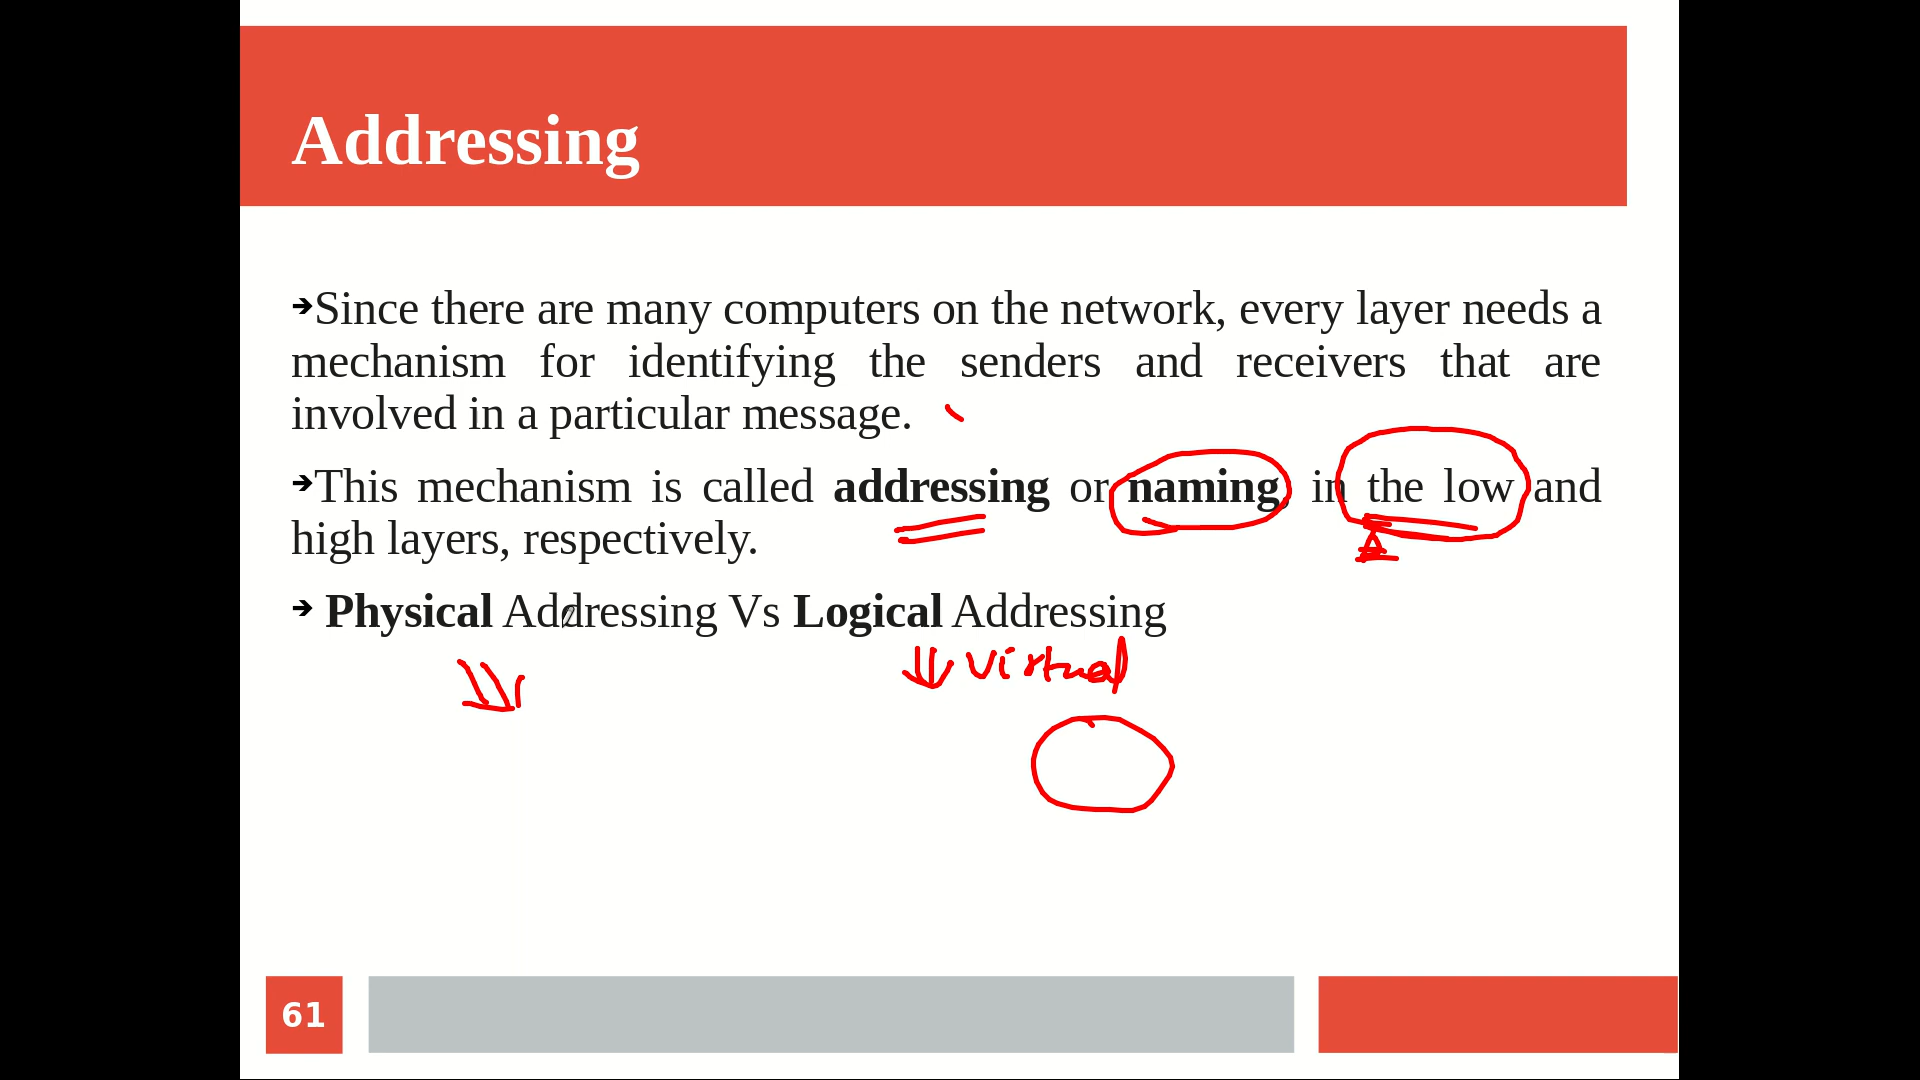 Addressing
➔Since there are many computers on the network, every layer needs a
mechanism for identifying the senders and receivers that are
involved in a particular message.
➔This mechanism is called addressing or naming, in the low and
high layers, respectively.
➔ Physical Addressing Vs Logical Addressing
virtual
61